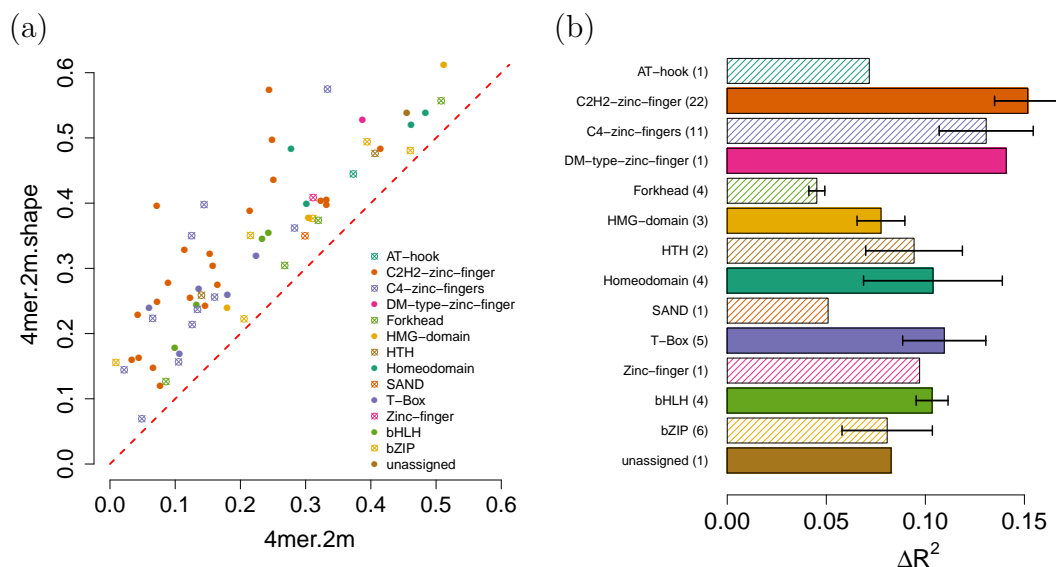 (a)
4mer.2m.shape
0.6
0.5
0.4
0.3
0.2
0.1
0.0
0.0 0.1 0.2 0.3 0.4 0.5 0.6
4mer.2m
AT−hook
C2H2−zinc−finger
C4−zinc−fingers
DM−type−zinc−finger
Forkhead
HMG−domain
HTH
Homeodomain
SAND
T−Box
Zinc−finger
bHLH
bZIP
unassigned
(b)
AT−hook (1)
C2H2−zinc−finger (22)
C4−zinc−fingers (11)
DM−type−zinc−finger (1)
Forkhead (4)
HMG−domain (3)
HTH (2)
Homeodomain (4)
SAND (1)
T−Box (5)
Zinc−finger (1)
bHLH (4)
bZIP (6)
unassigned (1)
0.00 0.05 0.10 0.15
ΔR²